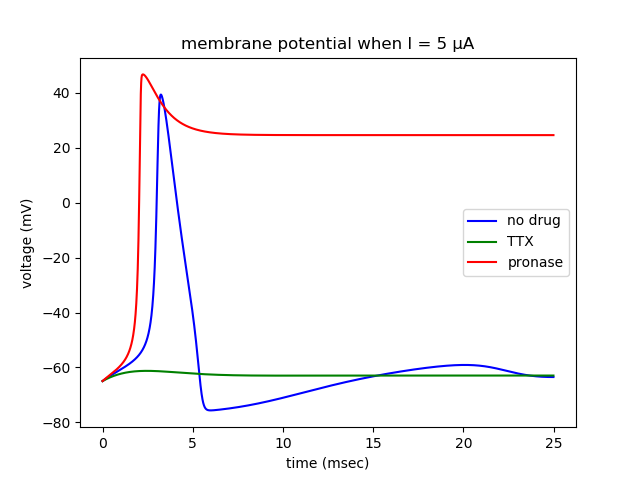 membrane potential when I = 5 μA
voltage (mV)
40
20
0
−20
−40
−60
−80
no drug
TTX
pronase
0
5
10
15
20
25
time (msec)